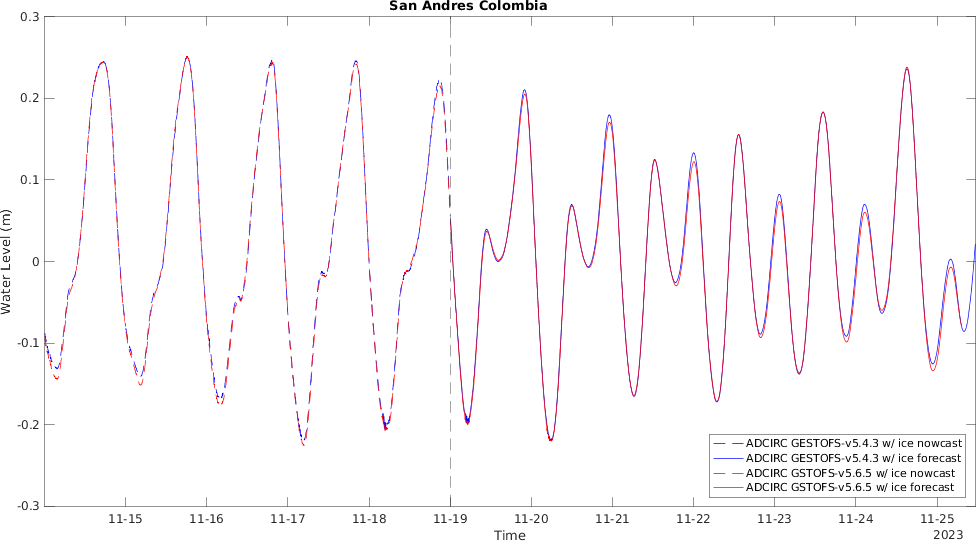 San Andres Colombia
0.3
0.2
0.1
0
-0.1
-0.2
-0.3
Water Level (m)
11-15 11-16 11-17 11-18 11-19 11-20 11-21 11-22 11-23 11-24 11-25
Time
2023
ADCIRC GESTOFS-v5.4.3 w/ ice nowcast
ADCIRC GESTOFS-v5.4.3 w/ ice forecast
ADCIRC GSTOFS-v5.6.5 w/ ice nowcast
ADCIRC GSTOFS-v5.6.5 w/ ice forecast